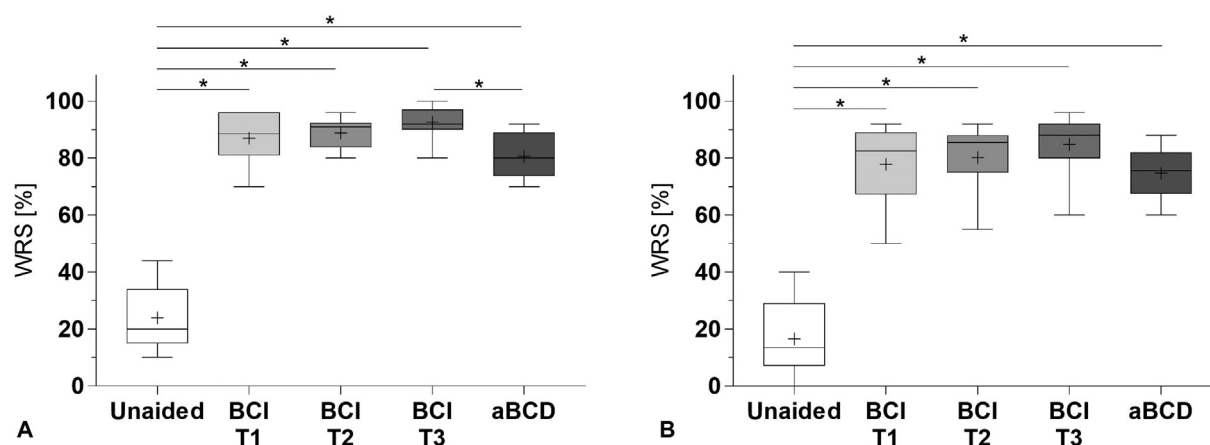 *
*
*
*
*
WRS [%]
100
80
60
40
20
0
Unaided
BCI T1
BCI T2
BCI T3
aBCD
A
*
*
*
*
WRS [%]
100
80
60
40
20
0
Unaided
BCI T1
BCI T2
BCI T3
aBCD
B